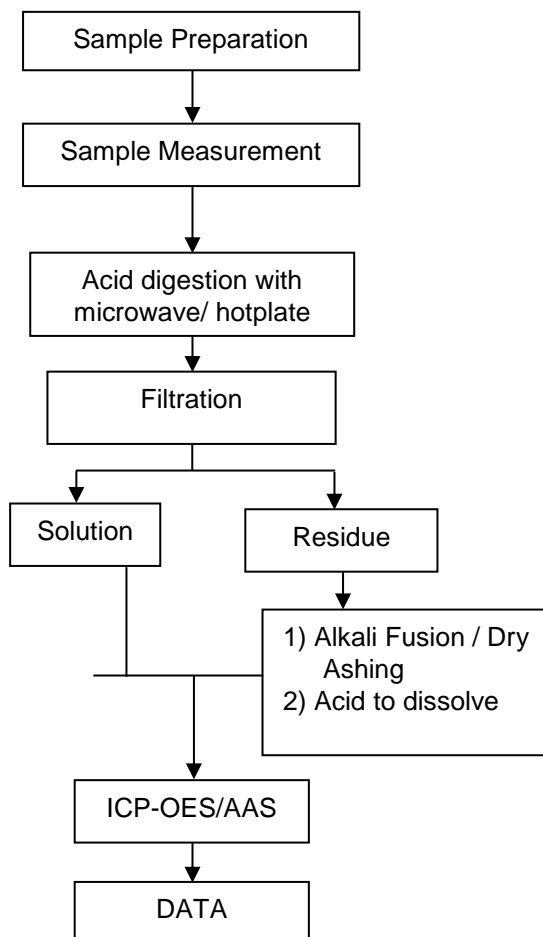 Sample Preparation
Sample Measurement
Acid digestion with
microwave/ hotplate
Filtration
Solution
Residue
1) Alkali Fusion / Dry
Ashing
2) Acid to dissolve
ICP-OES/AAS
DATA